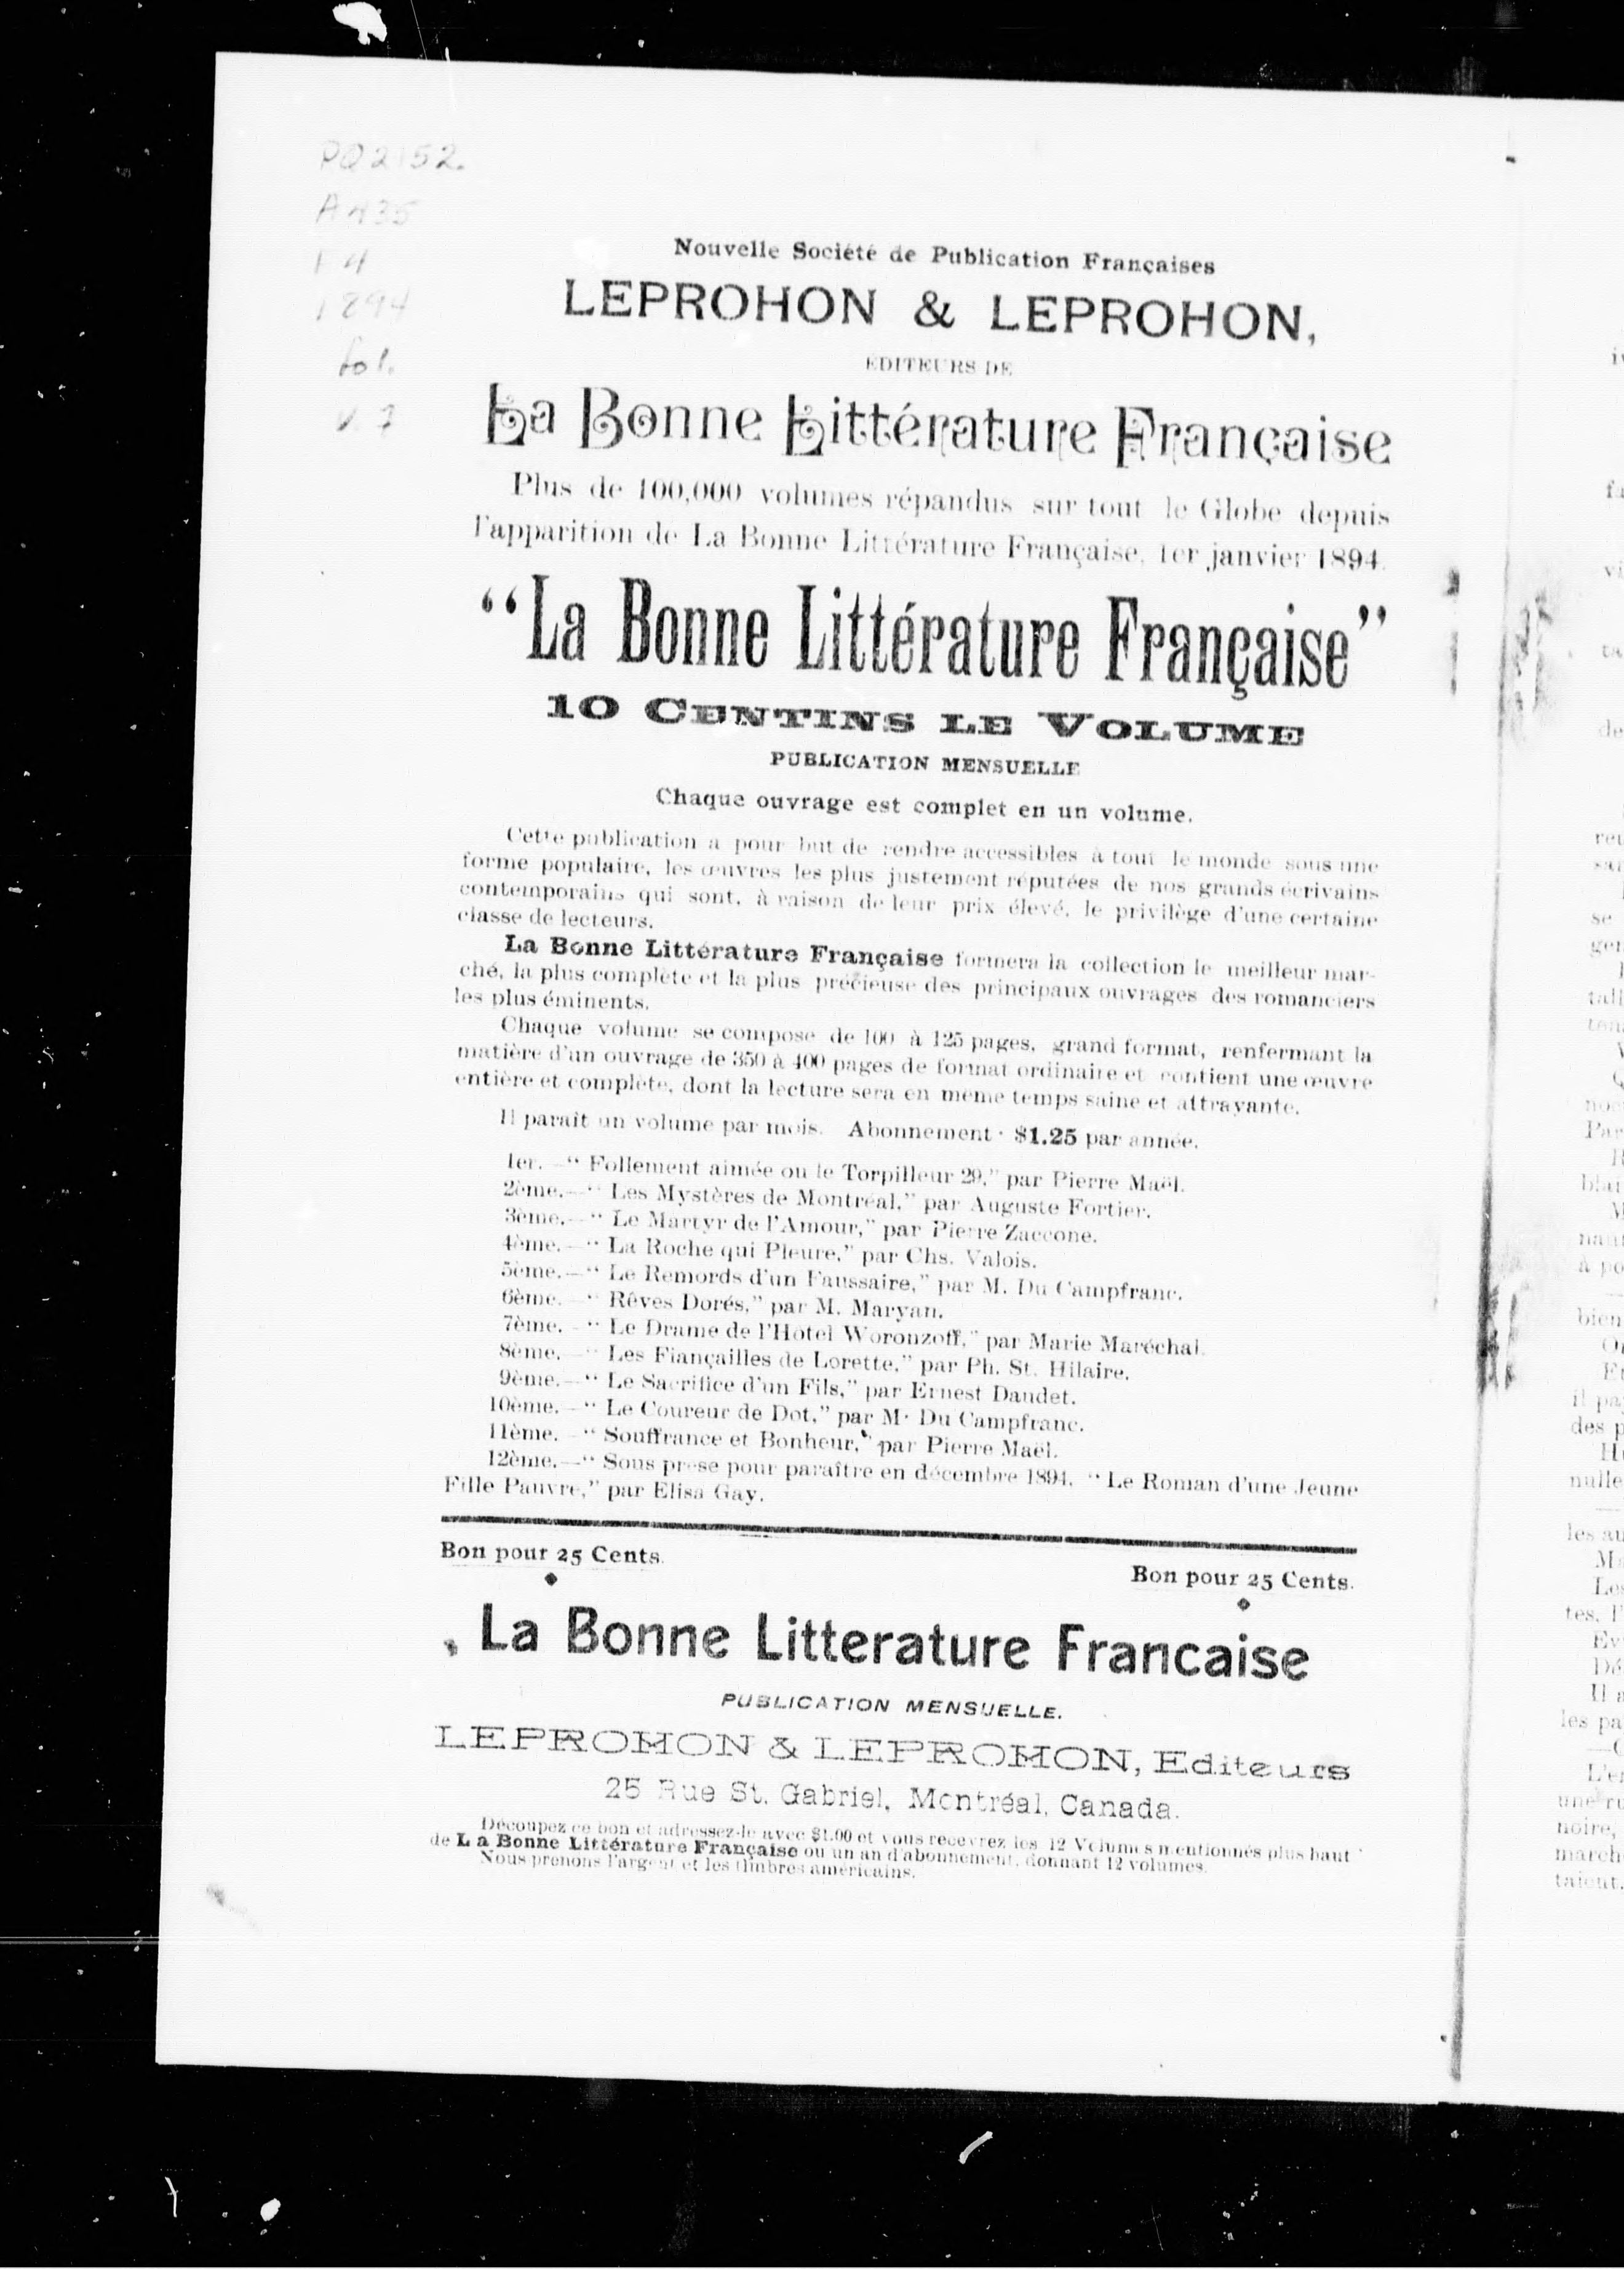 PQ2152.
A435
F4
1894
fol.
Nouvelle Société de Publication Françaises
LEPROHON & LEPROHON,
EDITEURS DE
La Bonne Littérature Française
Plus de 100,000 volumes répandus sur tout le Globe depuis
l'apparition de La Bonne Littérature Française, 1er janvier 1894.
“La Bonne Littérature Française”
10 CENTINS LE VOLUME
PUBLICATION MENSUELLE
Chaque ouvrage est complet en un volume.
Cette publication a pour but de rendre accessibles à tout le monde sous une
forme populaire, les œuvres les plus justement réputées de nos grands écrivains
contemporains qui sont, à raison de leur prix élevé, le privilège d'une certaine
classe de lecteurs.
La Bonne Littérature Française formera la collection le meilleur mar-
ché, la plus complète et la plus précieuse des principaux ouvrages des romanciers
les plus éminents.
Chaque volume se compose de 100 à 125 pages, grand format, renfermant la
matière d'un ouvrage de 350 à 400 pages de format ordinaire et contient une œuvre
entière et complète, dont la lecture sera en même temps saine et attrayante.
Il paraît un volume par mois. Abonnement : $1.25 par année.
1er.—“ Follement aimée ou le Torpilleur 29,” par Pierre Maël.
2ème.—“ Les Mystères de Montréal,” par Auguste Fortier.
3ème.—“ Le Martyr de l'Amour,” par Pierre Zaccone.
4ème.—“ La Roche qui Pleure,” par Chs. Valois.
5ème.—“ Le Remords d'un Faussaire,” par M. Du Campfranc.
6ème.—“ Rêves Dorés,” par M. Maryan.
7ème.—“ Le Drame de l'Hotel Woronzoff,” par Marie Maréchal.
8ème.—“ Les Fiançailles de Lorette,” par Ph. St. Hilaire.
9ème.—“ Le Sacrifice d'un Fils,” par Ernest Daudet.
10ème.—“ Le Coureur de Dot,” par M. Du Campfranc.
11ème.—“ Souffrance et Bonheur,” par Pierre Maël.
12ème.—“ Sous presse pour paraître en décembre 1894, “Le Roman d'une Jeune
Fille Pauvre,” par Elisa Gay.
Bon pour 25 Cents.
Bon pour 25 Cents.
La Bonne Litterature Francaise
PUBLICATION MENSUELLE.
LEPROHON & LEPROHON, Editeurs
25 Rue St. Gabriel, Montréal, Canada.
Découpez ce bon et adressez-le avec $1.00 et vous recevrez les 12 Volumes mentionnés plus haut
de La Bonne Littérature Française ou un an d'abonnement, donnant 12 volumes.
Nous prenons l'argent et les timbres américains.